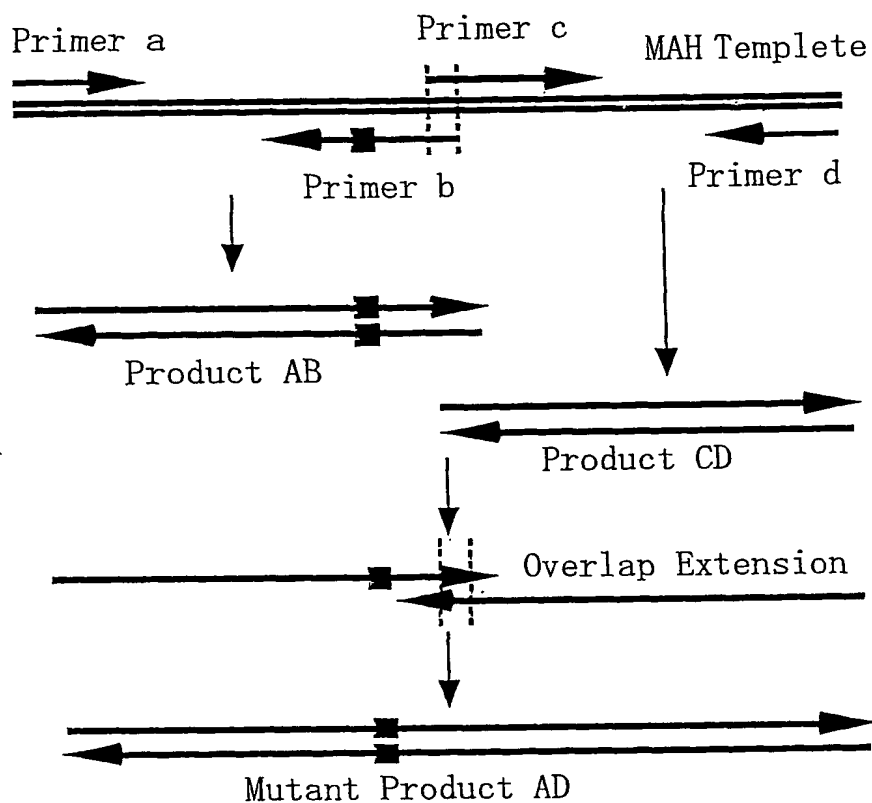 Primer a
Primer c
MAH Templete
Primer b
Primer d
Product AB
Product CD
Overlap Extension
Mutant Product AD